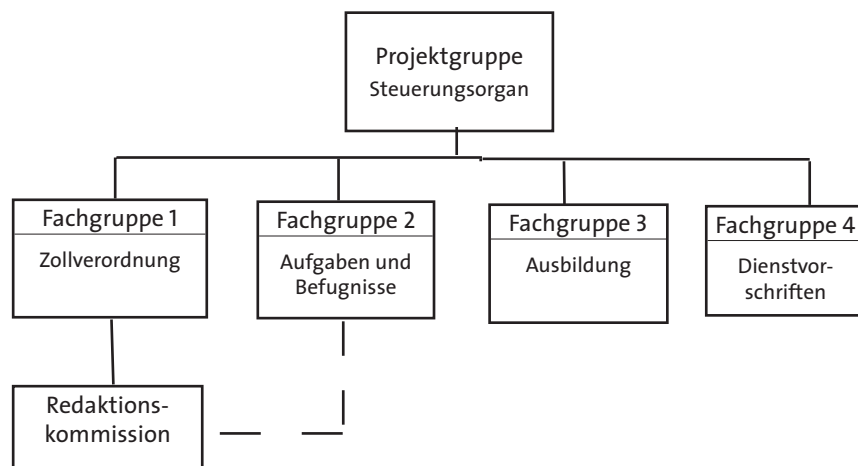 Projektgruppe
Steuerungsorgan
Fachgruppe 1
Zollverordnung
Fachgruppe 2
Aufgaben und
Befugnisse
Fachgruppe 3
Ausbildung
Fachgruppe 4
Dienstvor-
schriften
Redaktions-
kommission